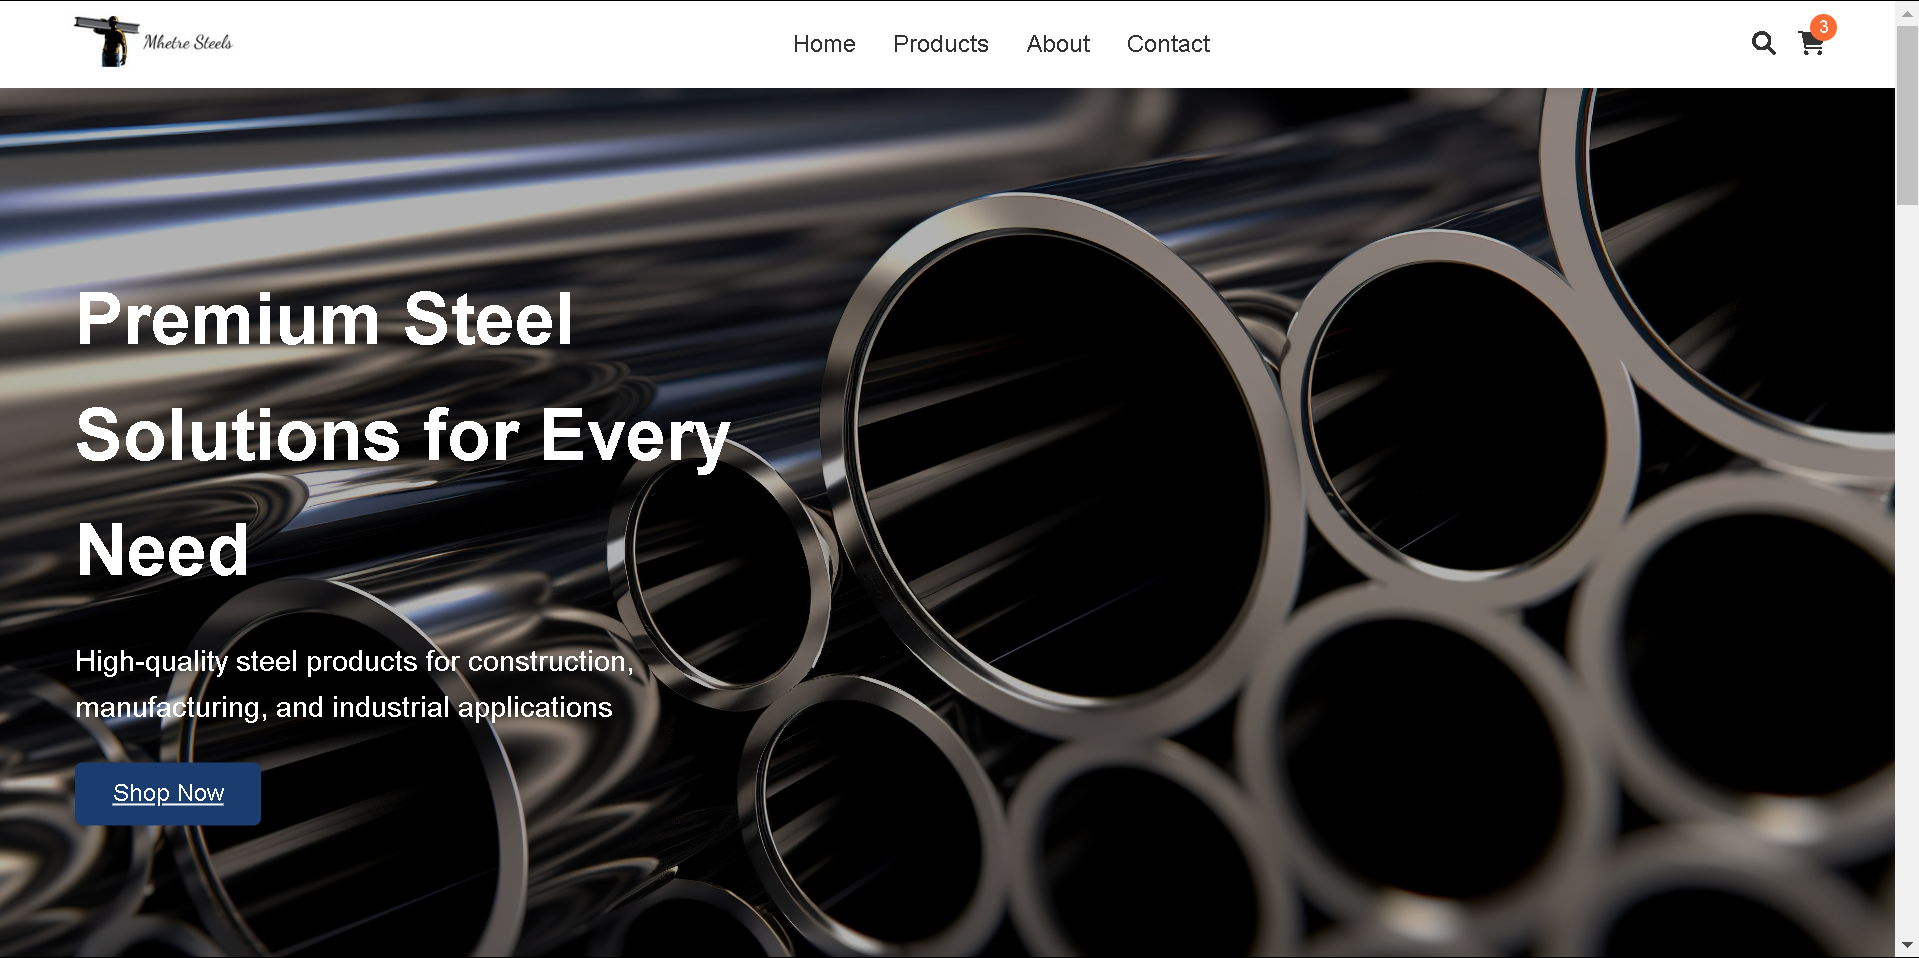 Mhetre Steels
Home Products About Contact
3
Premium Steel
Solutions for Every
Need
High-quality steel products for construction,
manufacturing, and industrial applications
Shop Now